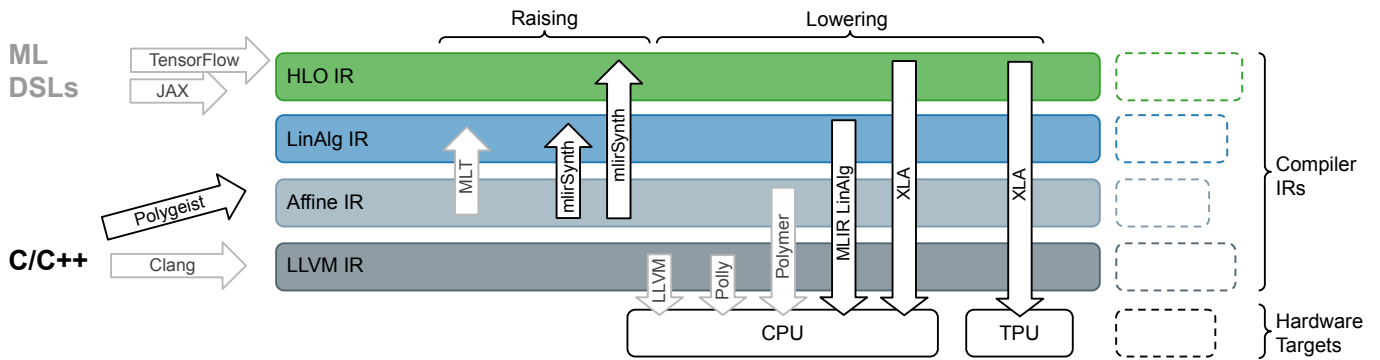 Raising
Lowering
ML
DSLs
TensorFlow
JAX
HLO IR
LinAlg IR
Affine IR
LLVM IR
Polygeist
C/C++
Clang
MLT
mlirSynth
mlirSynth
LLVM
Polly
Polymer
MLIR LinAlg
XLA
XLA
CPU
TPU
Compiler
IRs
Hardware
Targets